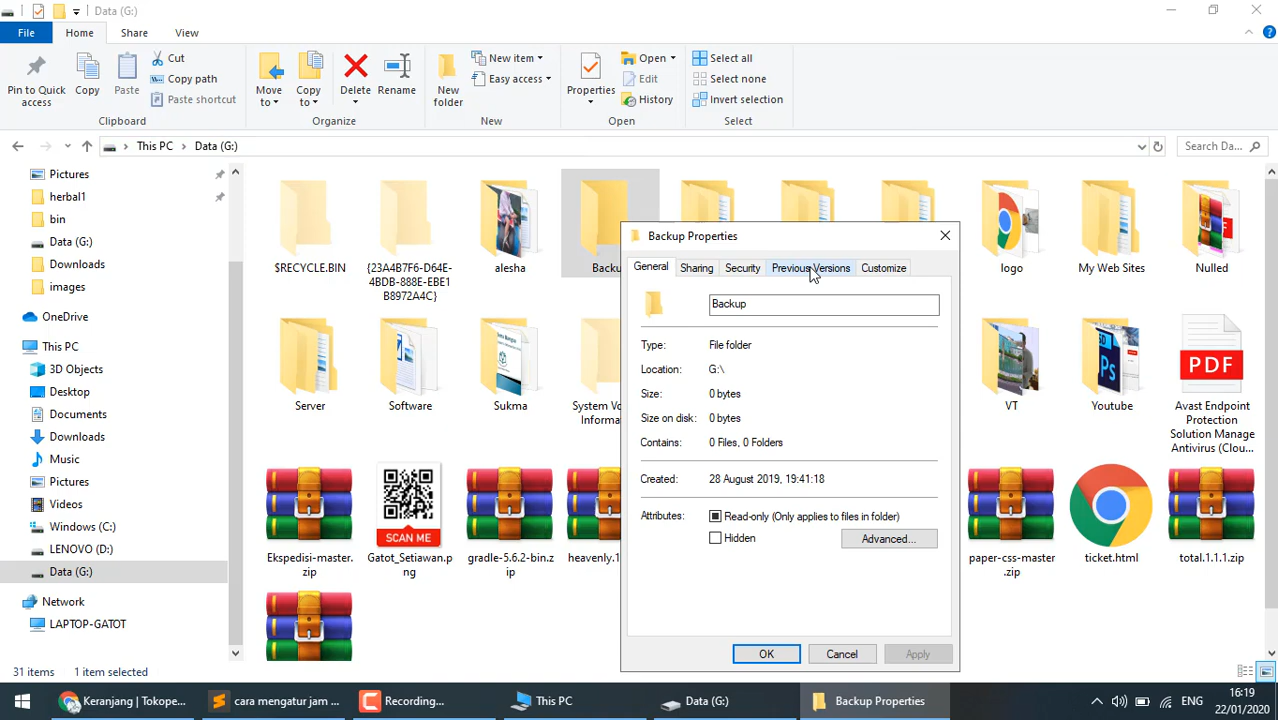 Data (G:)
File
Home
Share
View
Pin to Quick
access
Copy
Paste
Cut
Copy path
Paste shortcut
Clipboard
Move
to
Copy
to
Delete
Rename
Organize
New
folder
New item
Easy access
New
Properties
Open
Edit
History
Open
Select all
Select none
Invert selection
Select
This PC
Data (G:)
Search Da...
Pictures
herbal1
bin
Data (G:)
Downloads
images
OneDrive
This PC
3D Objects
Desktop
Documents
Downloads
Music
Pictures
Videos
Windows (C:)
LENOVO (D:)
Data (G:)
Network
LAPTOP-GATOT
$RECYCLE.BIN
{23A4B7F6-D64E-
4BDB-888E-EBE1
B8972A4C}
alesha
Backu
logo
My Web Sites
Nulled
Server
Software
Sukma
System Vo
Informa
VT
Ps
Youtube
PDF
Avast Endpoint
Protection
Solution Manage
Antivirus (Clou...
Ekspedisi-master.
zip
SCAN ME
Gatot_Setiawan.p
ng
gradle-5.6.2-bin.z
ip
heavenly.1
paper-css-master
.zip
ticket.html
total.1.1.1.zip
Backup Properties
General
Sharing
Security
Previous Versions
Customize
Backup
Type:
File folder
Location:
G:\
Size:
0 bytes
Size on disk:
0 bytes
Contains:
0 Files, 0 Folders
Created:
28 August 2019, 19:41:18
Attributes:
Read-only (Only applies to files in folder)
Hidden
Advanced...
OK
Cancel
Apply
31 items
1 item selected
Keranjang | Tokope...
cara mengatur jam ...
Recording...
This PC
Data (G:)
Backup Properties
ENG
16:19
22/01/2020